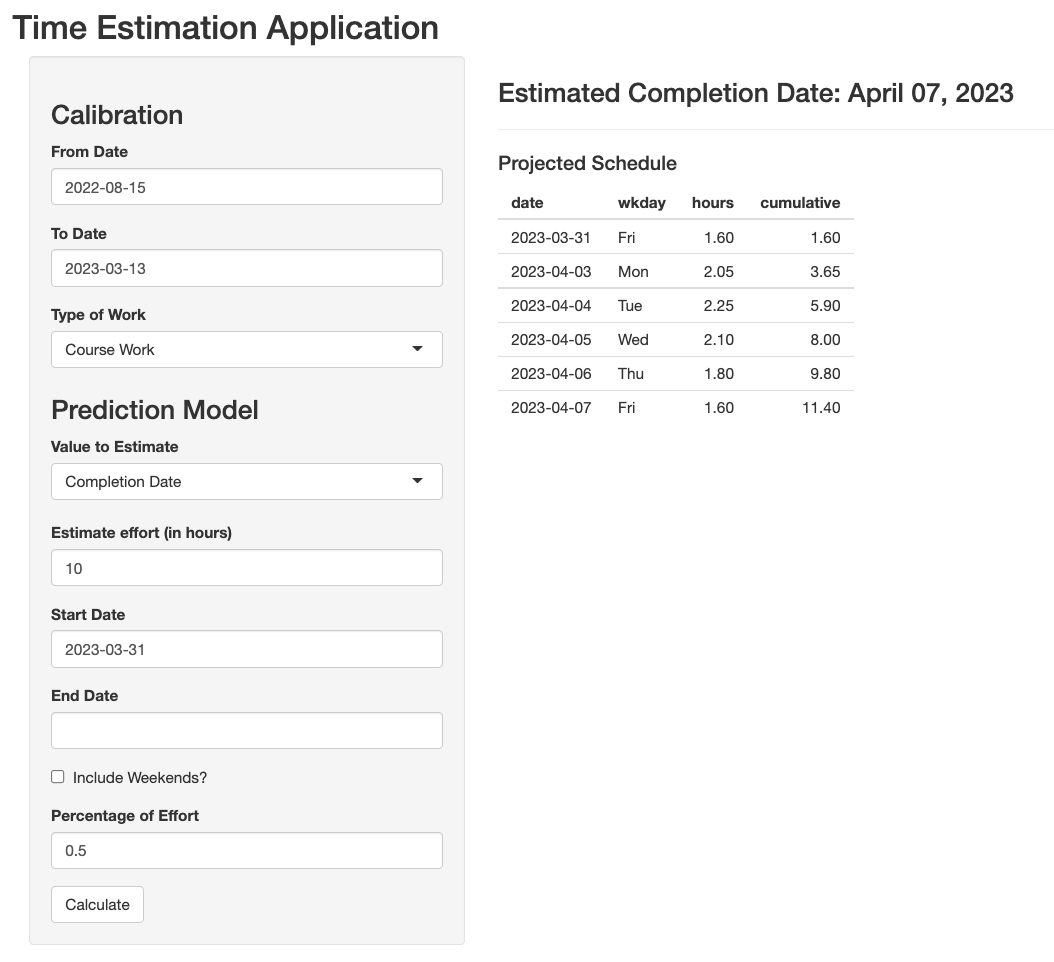 Time Estimation Application
Calibration
From Date
2022-08-15
To Date
2023-03-13
Type of Work
Course Work
Prediction Model
Value to Estimate
Completion Date
Estimate effort (in hours)
10
Start Date
2023-03-31
End Date
Include Weekends?
Percentage of Effort
0.5
Calculate
Estimated Completion Date: April 07, 2023
Projected Schedule
date wkday hours cumulative
2023-03-31 Fri 1.60 1.60
2023-04-03 Mon 2.05 3.65
2023-04-04 Tue 2.25 5.90
2023-04-05 Wed 2.10 8.00
2023-04-06 Thu 1.80 9.80
2023-04-07 Fri 1.60 11.40